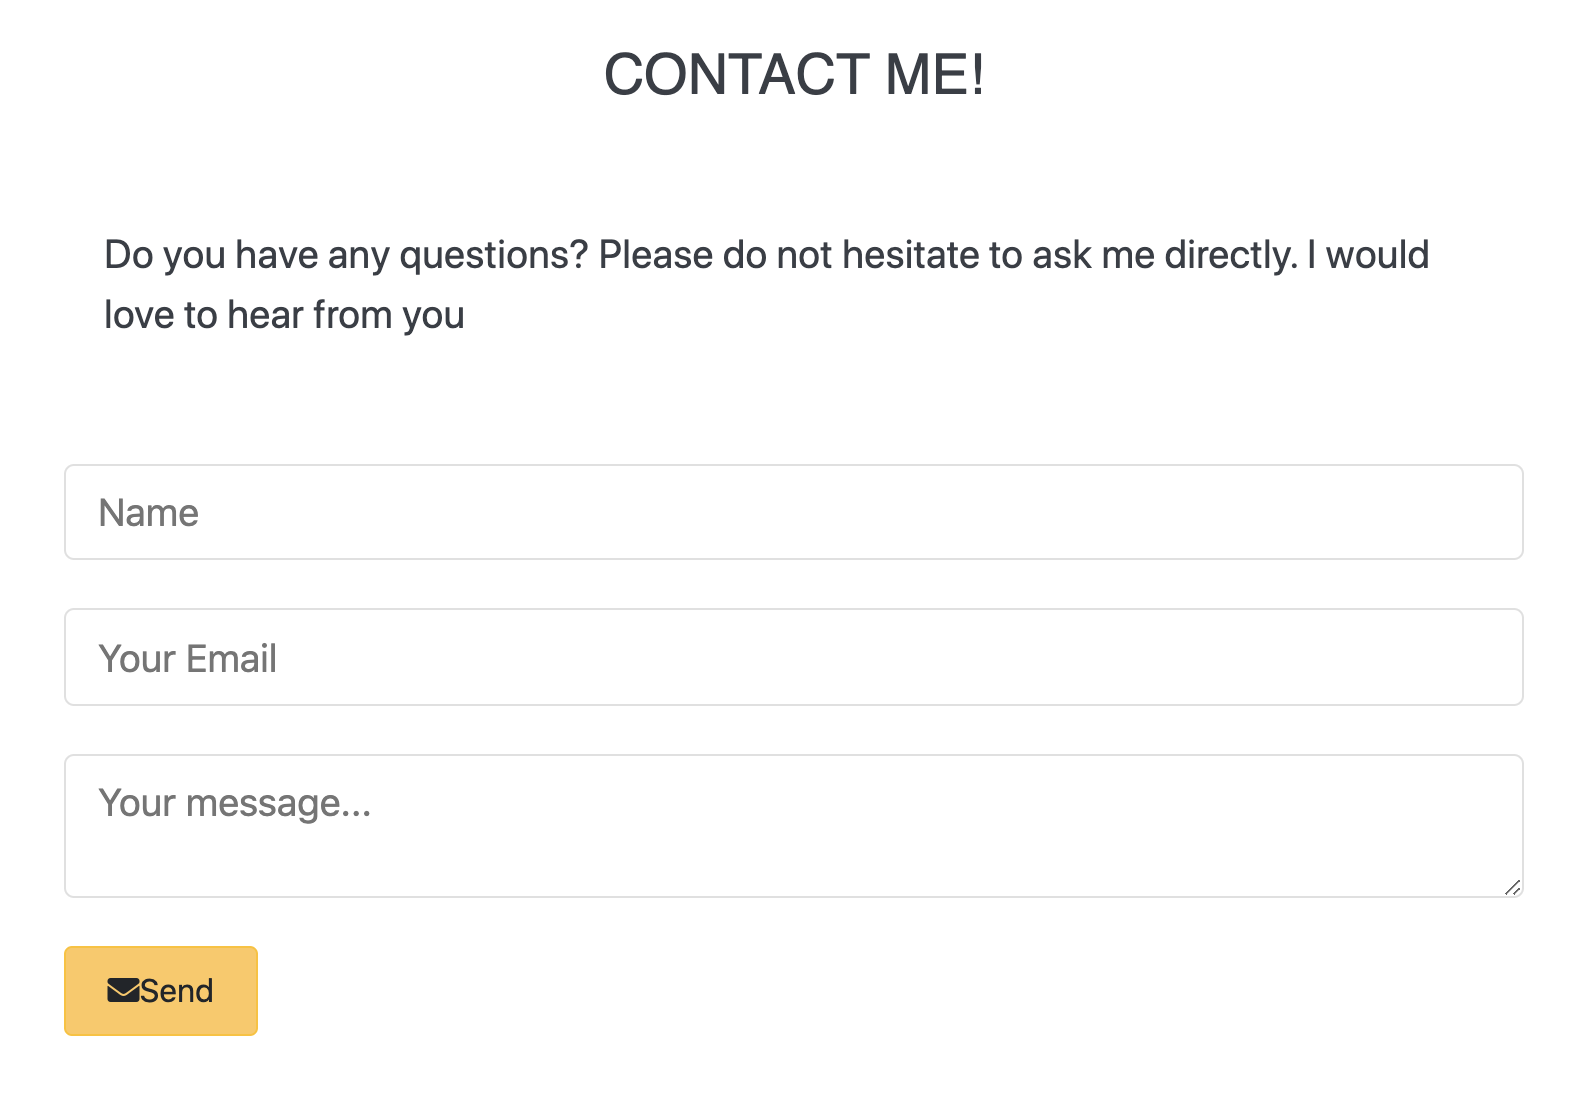 CONTACT ME!
Do you have any questions? Please do not hesitate to ask me directly. I would
love to hear from you
Name
Your Email
Your message...
Send